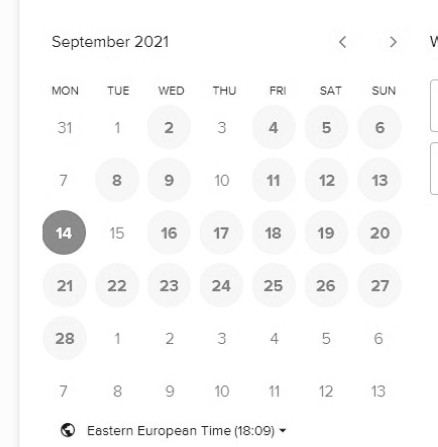 September 2021
MON TUE WED THU FRI SAT SUN
31 1 2 3 4 5 6
7 8 9 10 11 12 13
14 15 16 17 18 19 20
21 22 23 24 25 26 27
28 1 2 3 4 5 6
7 8 9 10 11 12 13
Eastern European Time (18:09)